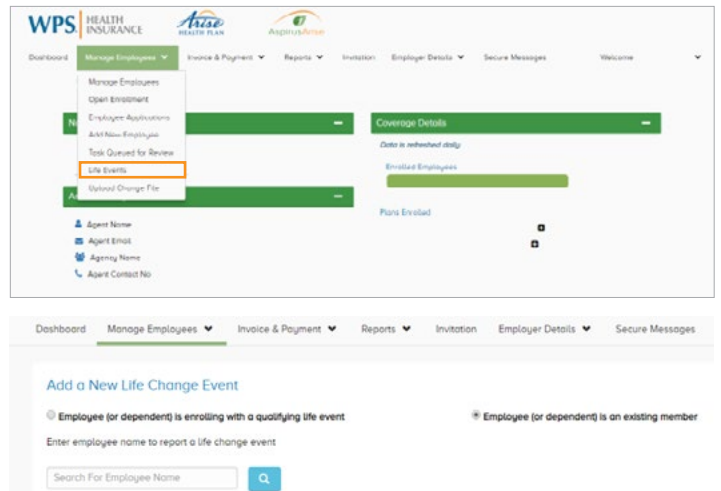 WPS HEALTH INSURANCE
Arise HEALTH PLAN
AspirusArise
Dashboard Manage Employees Invoice & Payment Reports Invitation Employer Details Secure Messages Welcome
Manage Employees
Open Enrollment
Employee Applications
Add New Employee
Task Queued for Review
Life Events
Upload Change File
N
Coverage Details
Data is refreshed daily
Enrolled Employees
A
Plans Enrolled
Agent Name
Agent Email
Agency Name
Agent Contact No
Dashboard Manage Employees Invoice & Payment Reports Invitation Employer Details Secure Messages
Add a New Life Change Event
Employee (or dependent) is enrolling with a qualifying life event Employee (or dependent) is an existing member
Enter employee name to report a life change event
Search For Employee Name